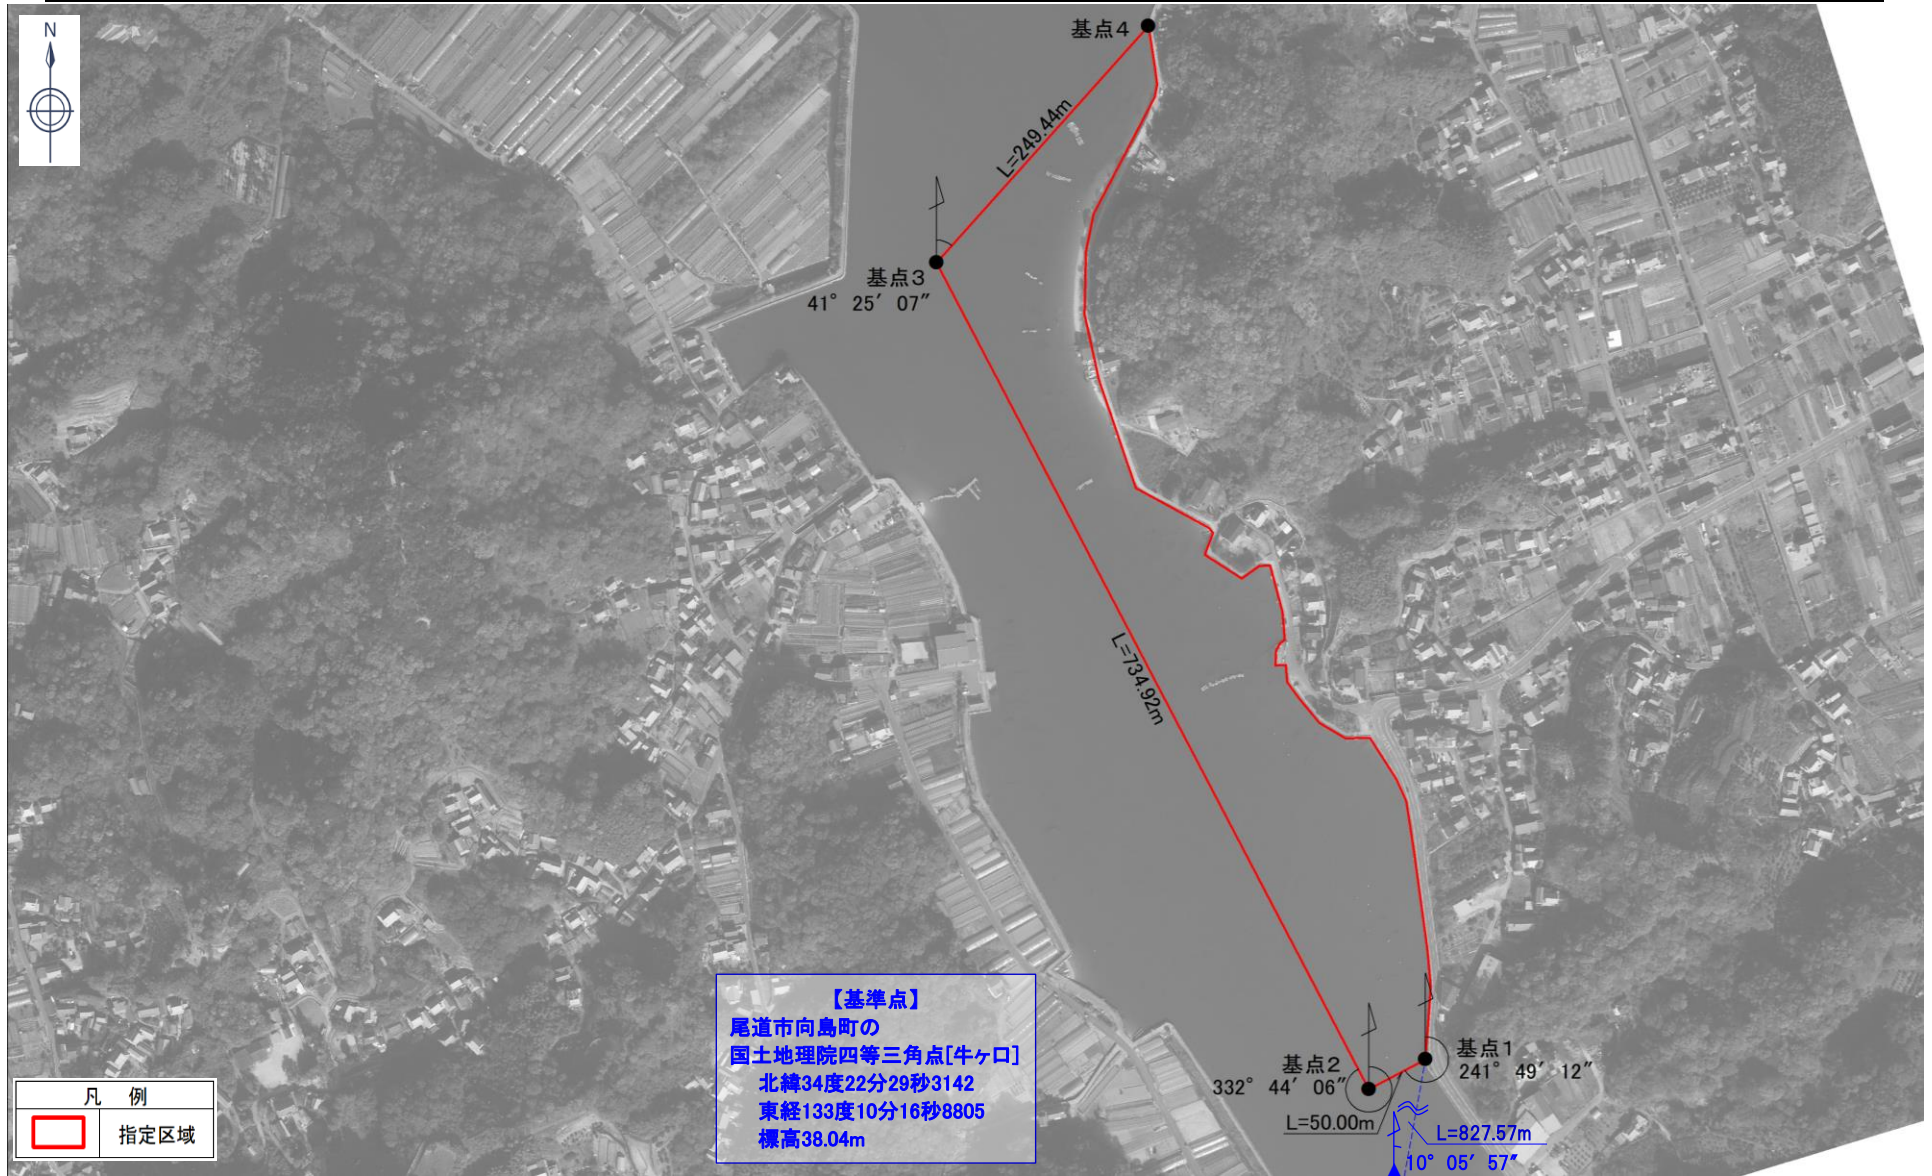 N
基点4
L=249.44m
基点3
41° 25′ 07″
L=734.92m
基点1
241° 49′ 12″
基点2
332° 44′ 06″
L=50.00m
L=827.57m
10° 05′ 57″
【基準点】
尾道市向島町の
国土地理院四等三角点[牛ヶ口]
北緯34度22分29秒3142
東経133度10分16秒8805
標高38.04m
凡 例
指定区域